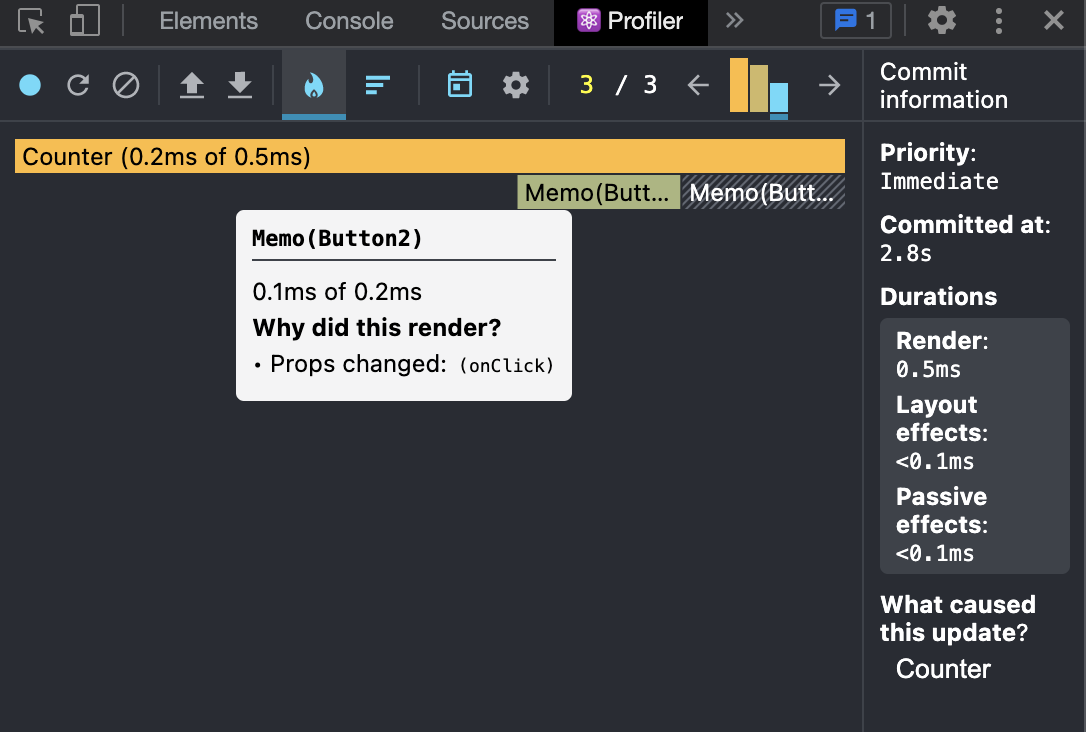 Elements Console Sources ⚛️ Profiler » 1
3 / 3
Counter (0.2ms of 0.5ms)
Memo(Butt... Memo(Butt...
Memo(Button2)
0.1ms of 0.2ms
Why did this render?
• Props changed: (onClick)
Commit
information
Priority:
Immediate
Committed at:
2.8s
Durations
Render:
0.5ms
Layout
effects:
<0.1ms
Passive
effects:
<0.1ms
What caused
this update?
Counter